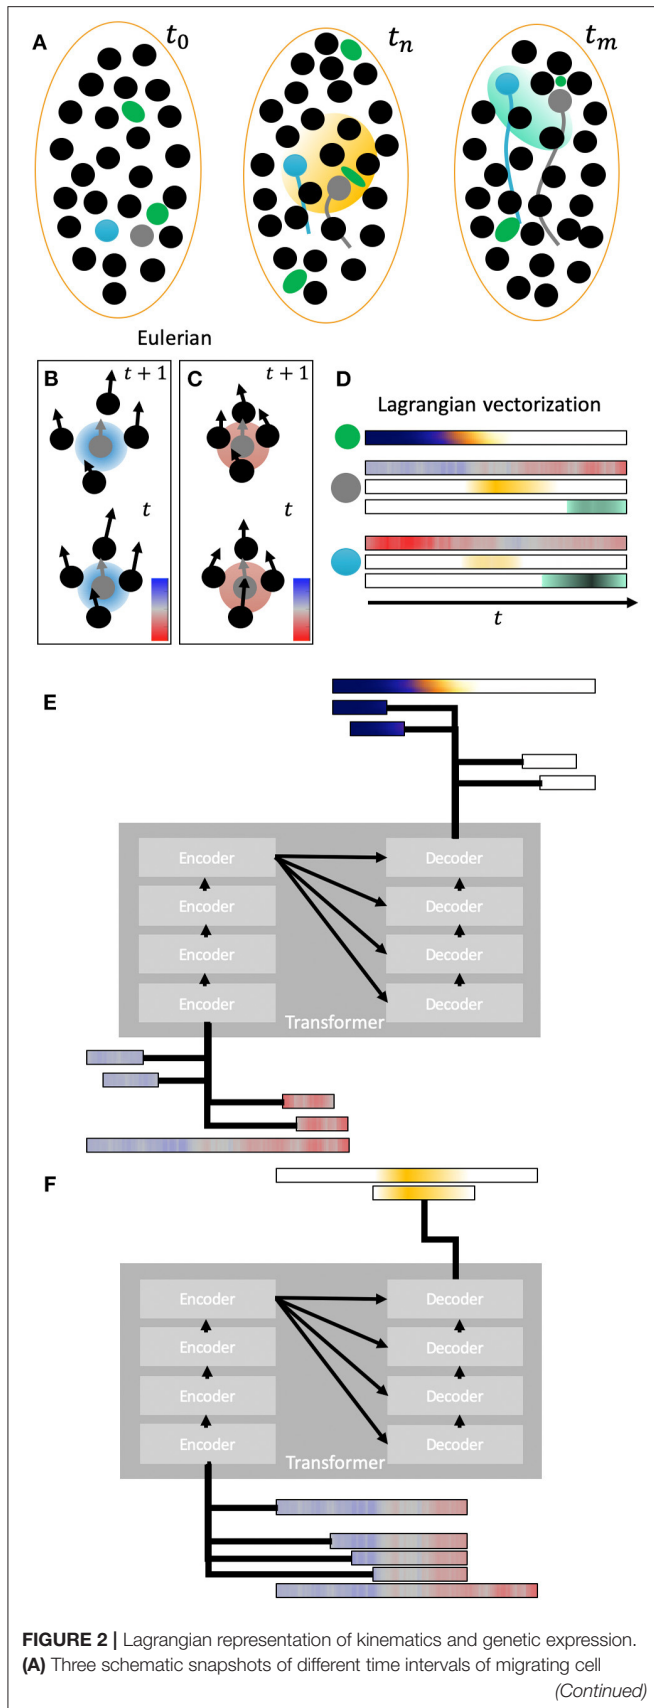 A
t₀
tₙ
tₘ
Eulerian
B
t + 1
t
C
t + 1
t
D
Lagrangian vectorization
t
E
Encoder
Decoder
Encoder
Decoder
Encoder
Decoder
Encoder
Decoder
Transformer
F
Encoder
Decoder
Encoder
Decoder
Encoder
Decoder
Encoder
Decoder
Transformer
FIGURE 2 | Lagrangian representation of kinematics and genetic expression.
(A) Three schematic snapshots of different time intervals of migrating cell
(Continued)